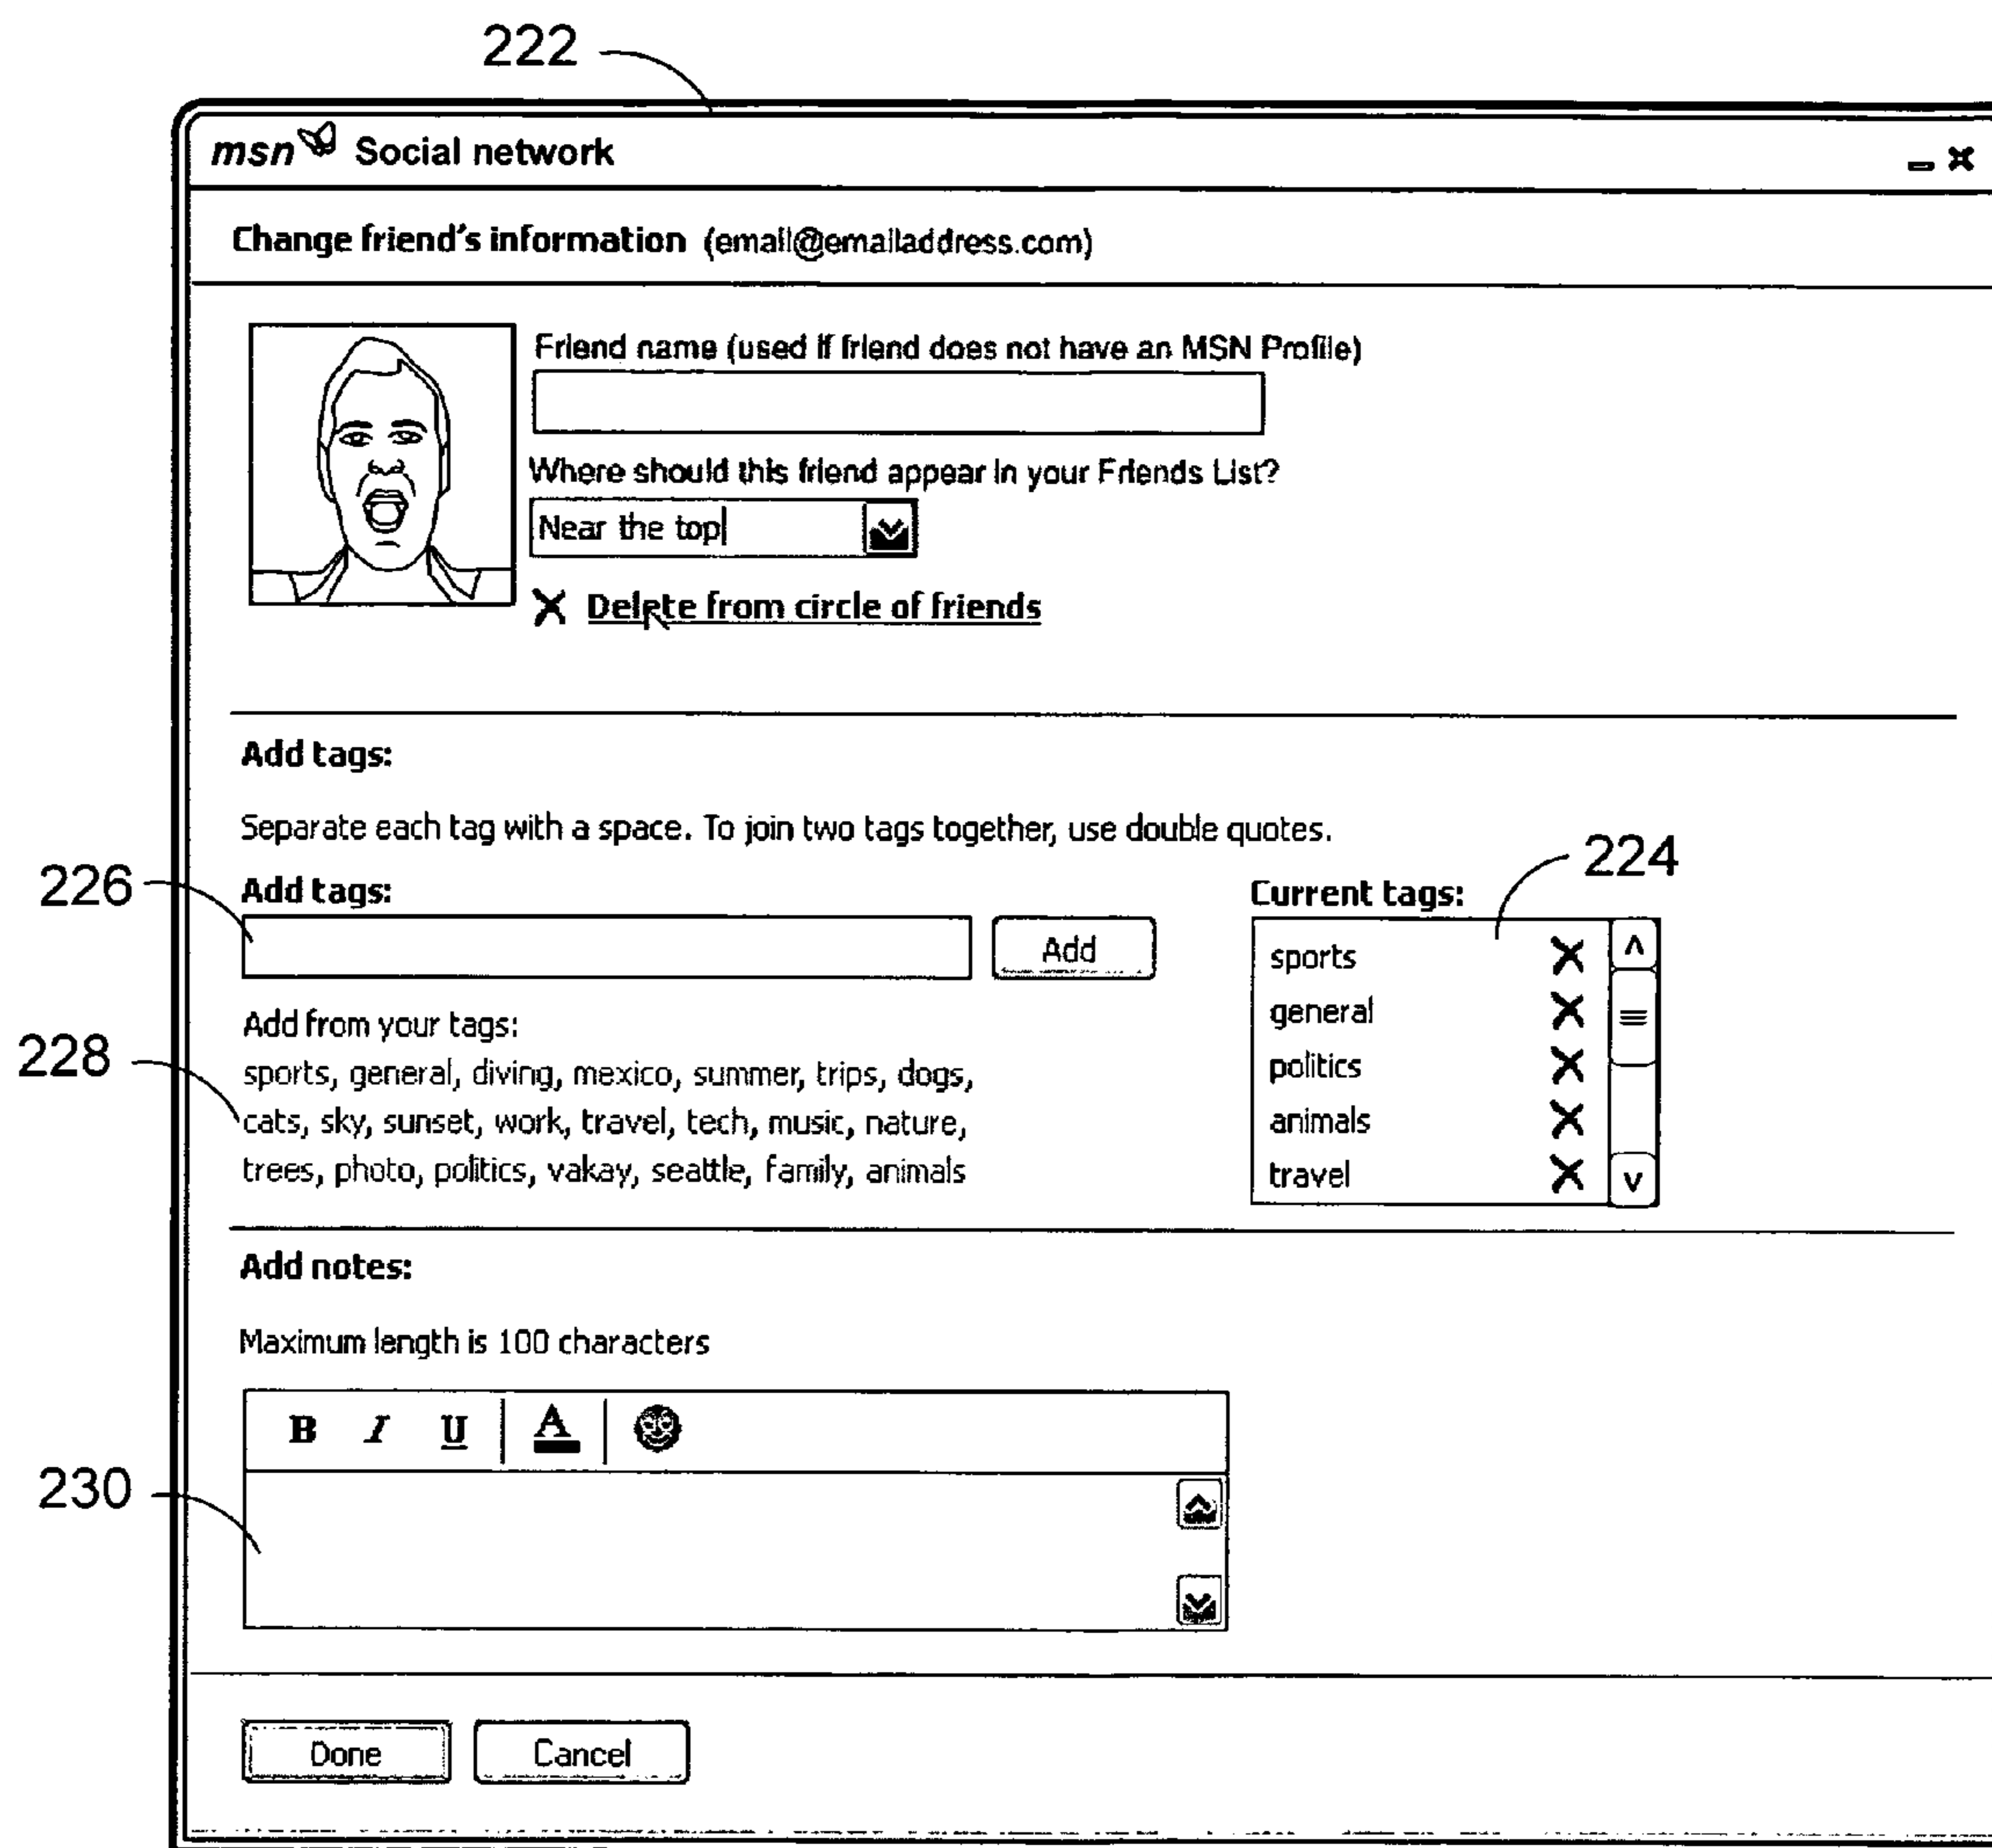 222
msn Social network
Change friend's information (email@emailaddress.com)
Friend name (used if friend does not have an MSN Profile)
Where should this friend appear in your Friends List?
Near the top
Delete from circle of friends
Add tags:
Separate each tag with a space. To join two tags together, use double quotes.
224
226
Add tags:
Add
Current tags:
sports
general
politics
animals
travel
Add from your tags:
228
sports, general, diving, mexico, summer, trips, dogs,
cats, sky, sunset, work, travel, tech, music, nature,
trees, photo, politics, vakay, seattle, family, animals
Add notes:
Maximum length is 100 characters
B I U A
230
Done Cancel